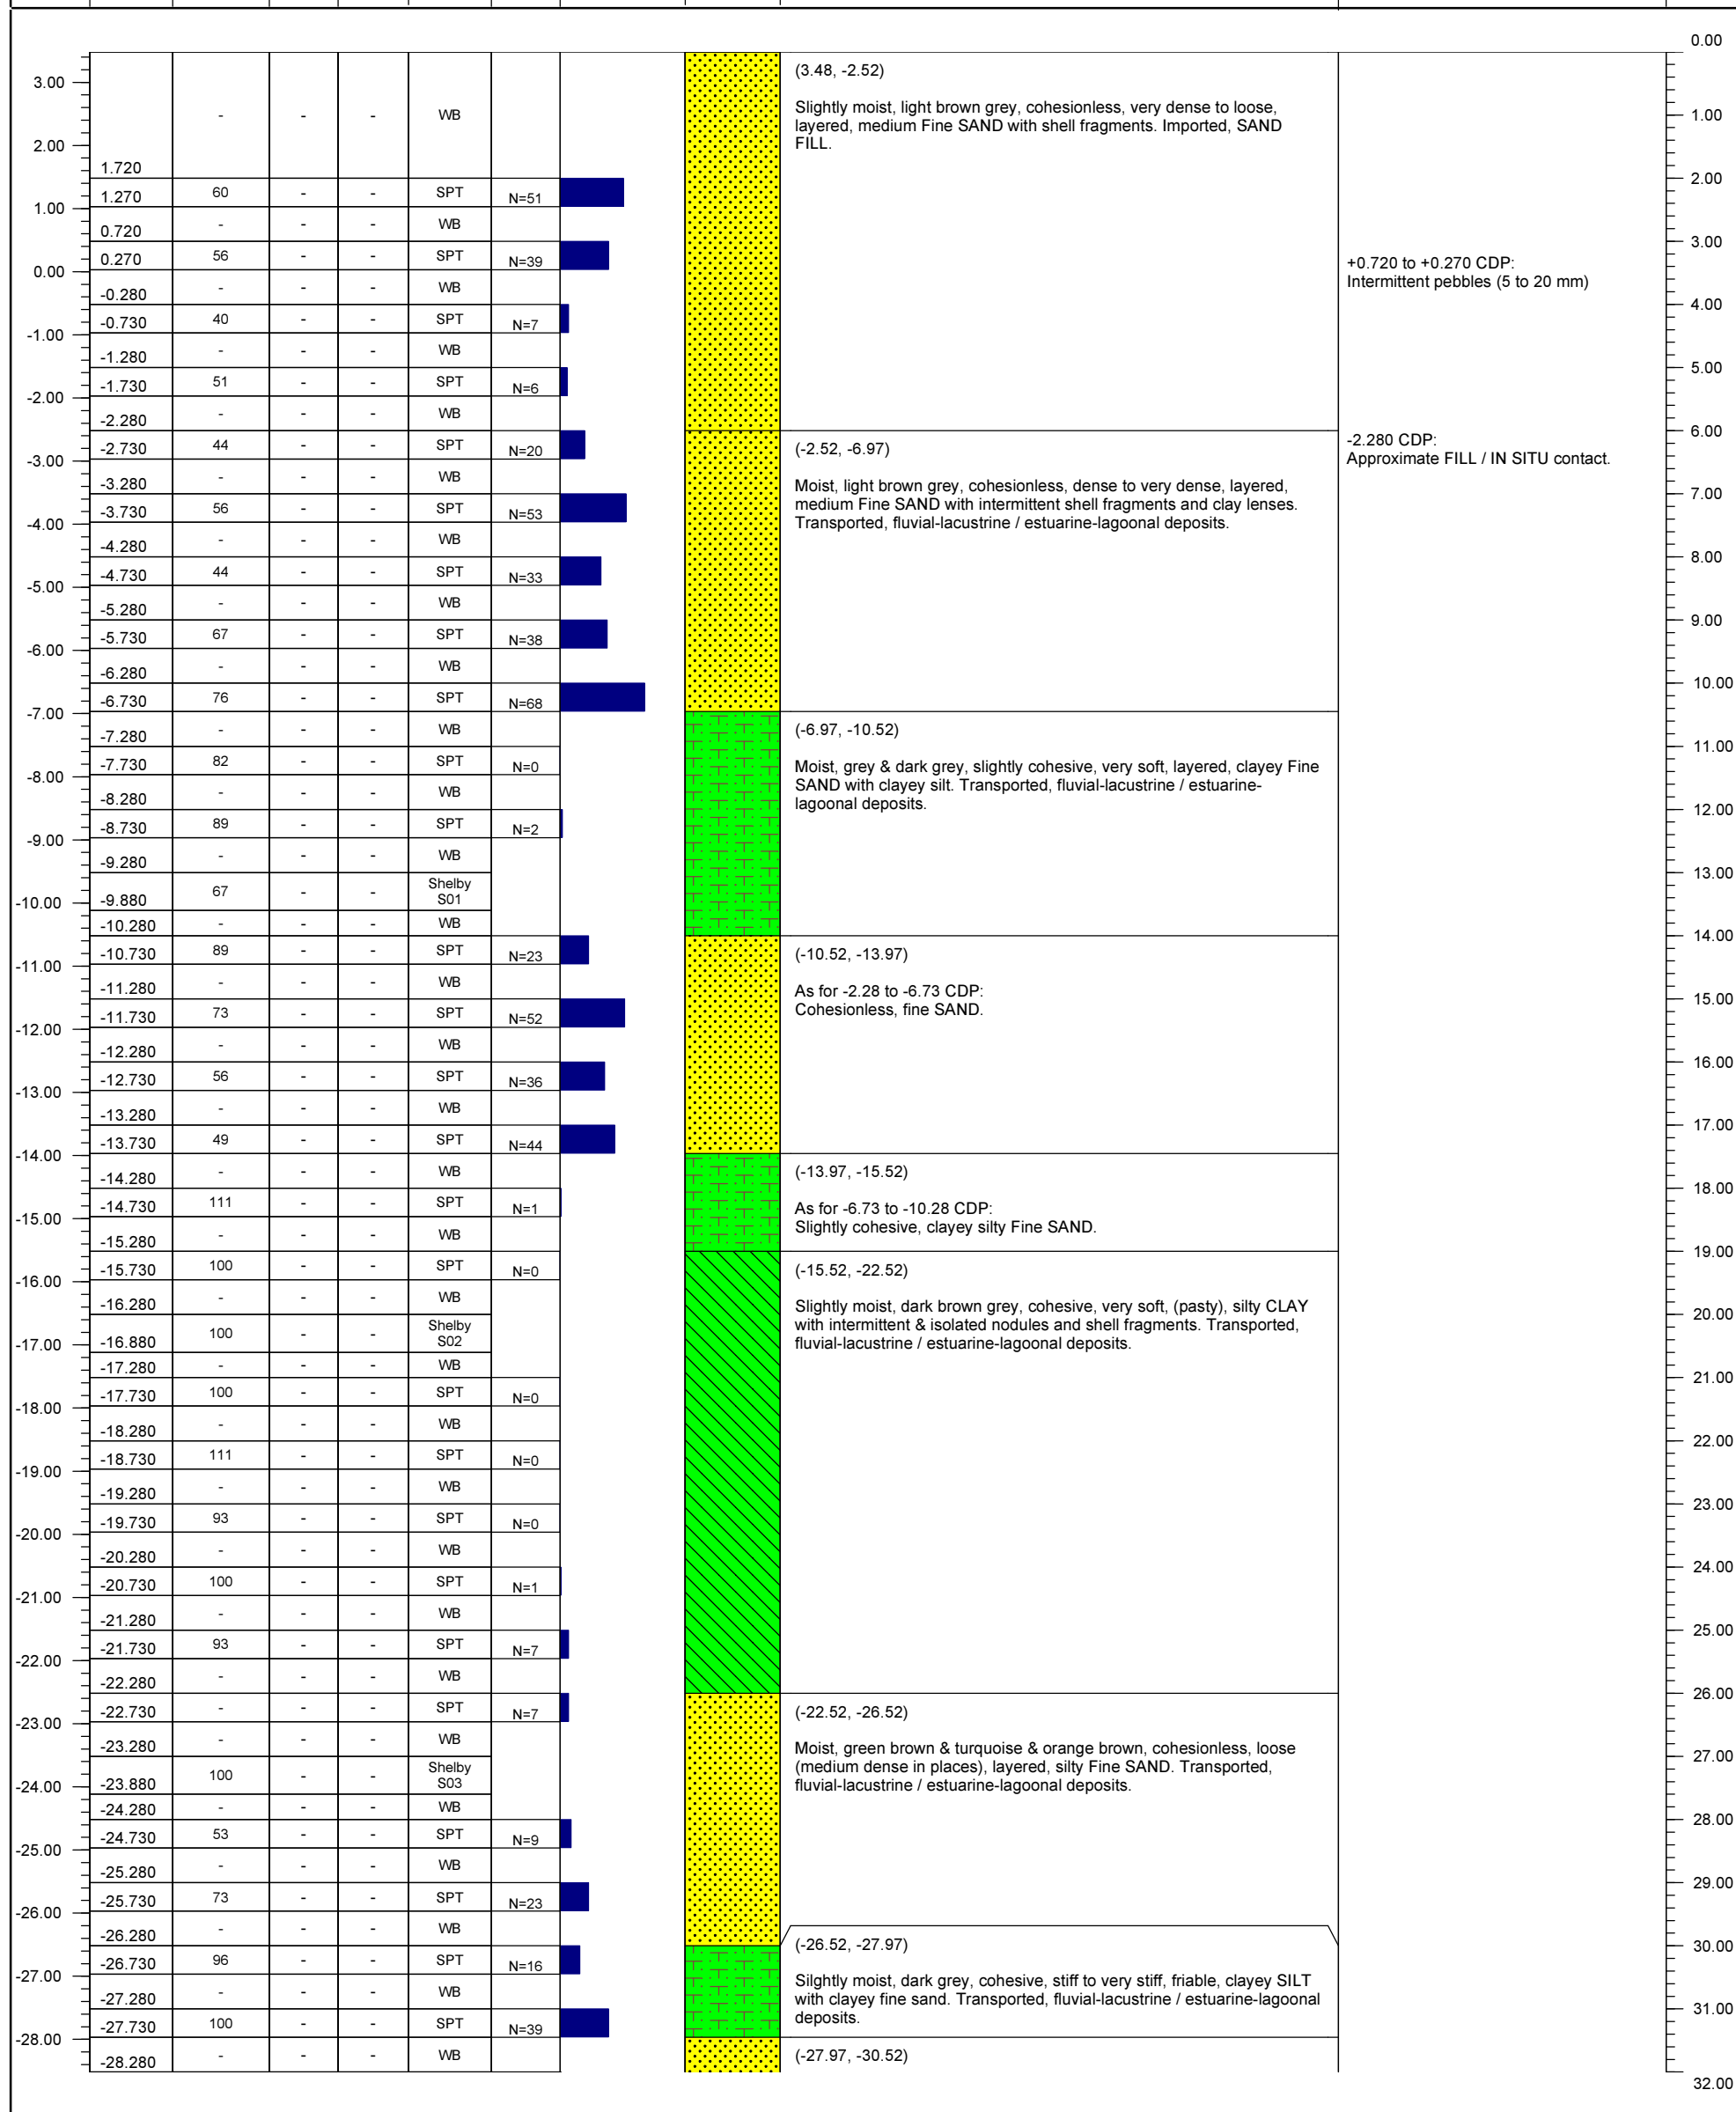 0.00
3.00
2.00
1.00
0.00
-1.00
-2.00
-3.00
-4.00
-5.00
-6.00
-7.00
-8.00
-9.00
-10.00
-11.00
-12.00
-13.00
-14.00
-15.00
-16.00
-17.00
-18.00
-19.00
-20.00
-21.00
-22.00
-23.00
-24.00
-25.00
-26.00
-27.00
-28.00
1.720 - - - WB
1.270 60 - - SPT N=51
0.720 - - - WB
0.270 56 - - SPT N=39
-0.280 - - - WB
-0.730 40 - - SPT N=7
-1.280 - - - WB
-1.730 51 - - SPT N=6
-2.280 - - - WB
-2.730 44 - - SPT N=20
-3.280 - - - WB
-3.730 56 - - SPT N=53
-4.280 - - - WB
-4.730 44 - - SPT N=33
-5.280 - - - WB
-5.730 67 - - SPT N=38
-6.280 - - - WB
-6.730 76 - - SPT N=68
-7.280 - - - WB
-7.730 82 - - SPT N=0
-8.280 - - - WB
-8.730 89 - - SPT N=2
-9.280 - - - WB
-9.880 67 - - Shelby S01
-10.280 - - - WB
-10.730 89 - - SPT N=23
-11.280 - - - WB
-11.730 73 - - SPT N=52
-12.280 - - - WB
-12.730 56 - - SPT N=36
-13.280 - - - WB
-13.730 49 - - SPT N=44
-14.280 - - - WB
-14.730 111 - - SPT N=1
-15.280 - - - WB
-15.730 100 - - SPT N=0
-16.280 - - - WB
-16.880 100 - - Shelby S02
-17.280 - - - WB
-17.730 100 - - SPT N=0
-18.280 - - - WB
-18.730 111 - - SPT N=0
-19.280 - - - WB
-19.730 93 - - SPT N=0
-20.280 - - - WB
-20.730 100 - - SPT N=1
-21.280 - - - WB
-21.730 93 - - SPT N=7
-22.280 - - - WB
-22.730 - - - SPT N=7
-23.280 - - - WB
-23.880 100 - - Shelby S03
-24.280 - - - WB
-24.730 53 - - SPT N=9
-25.280 - - - WB
-25.730 73 - - SPT N=23
-26.280 - - - WB
-26.730 96 - - SPT N=16
-27.280 - - - WB
-27.730 100 - - SPT N=39
-28.280 - - - WB
(3.48, -2.52)
Slightly moist, light brown grey, cohesionless, very dense to loose,
layered, medium Fine SAND with shell fragments. Imported, SAND
FILL.
(-2.52, -6.97)
Moist, light brown grey, cohesionless, dense to very dense, layered,
medium Fine SAND with intermittent shell fragments and clay lenses.
Transported, fluvial-lacustrine / estuarine-lagoonal deposits.
(-6.97, -10.52)
Moist, grey & dark grey, slightly cohesive, very soft, layered, clayey Fine
SAND with clayey silt. Transported, fluvial-lacustrine / estuarine-
lagoonal deposits.
(-10.52, -13.97)
As for -2.28 to -6.73 CDP:
Cohesionless, fine SAND.
(-13.97, -15.52)
As for -6.73 to -10.28 CDP:
Slightly cohesive, clayey silty Fine SAND.
(-15.52, -22.52)
Slightly moist, dark brown grey, cohesive, very soft, (pasty), silty CLAY
with intermittent & isolated nodules and shell fragments. Transported,
fluvial-lacustrine / estuarine-lagoonal deposits.
(-22.52, -26.52)
Moist, green brown & turquoise & orange brown, cohesionless, loose
(medium dense in places), layered, silty Fine SAND. Transported,
fluvial-lacustrine / estuarine-lagoonal deposits.
(-26.52, -27.97)
Silghtly moist, dark grey, cohesive, stiff to very stiff, friable, clayey SILT
with clayey fine sand. Transported, fluvial-lacustrine / estuarine-lagoonal
deposits.
(-27.97, -30.52)
+0.720 to +0.270 CDP:
Intermittent pebbles (5 to 20 mm)
-2.280 CDP:
Approximate FILL / IN SITU contact.
1.00
2.00
3.00
4.00
5.00
6.00
7.00
8.00
9.00
10.00
11.00
12.00
13.00
14.00
15.00
16.00
17.00
18.00
19.00
20.00
21.00
22.00
23.00
24.00
25.00
26.00
27.00
28.00
29.00
30.00
31.00
32.00